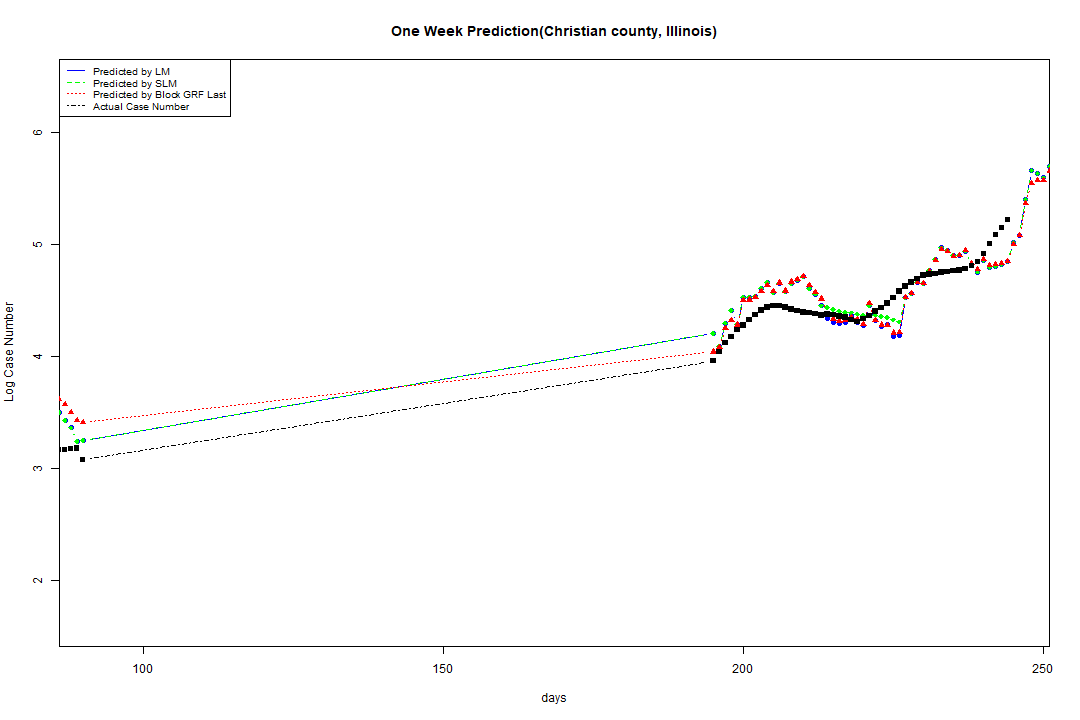 One Week Prediction(Christian county, Illinois)
Predicted by LM
Predicted by SLM
Predicted by Block GRF Last
Actual Case Number
6
5
4
3
2
Log Case Number
100
150
200
250
days